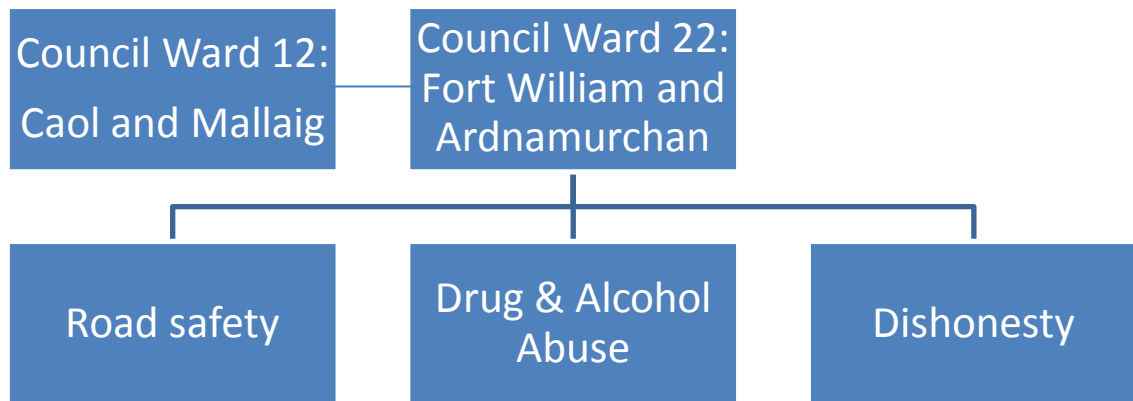 Council Ward 12:
Caol and Mallaig
Council Ward 22:
Fort William and
Ardnamurchan
Road safety
Drug & Alcohol
Abuse
Dishonesty